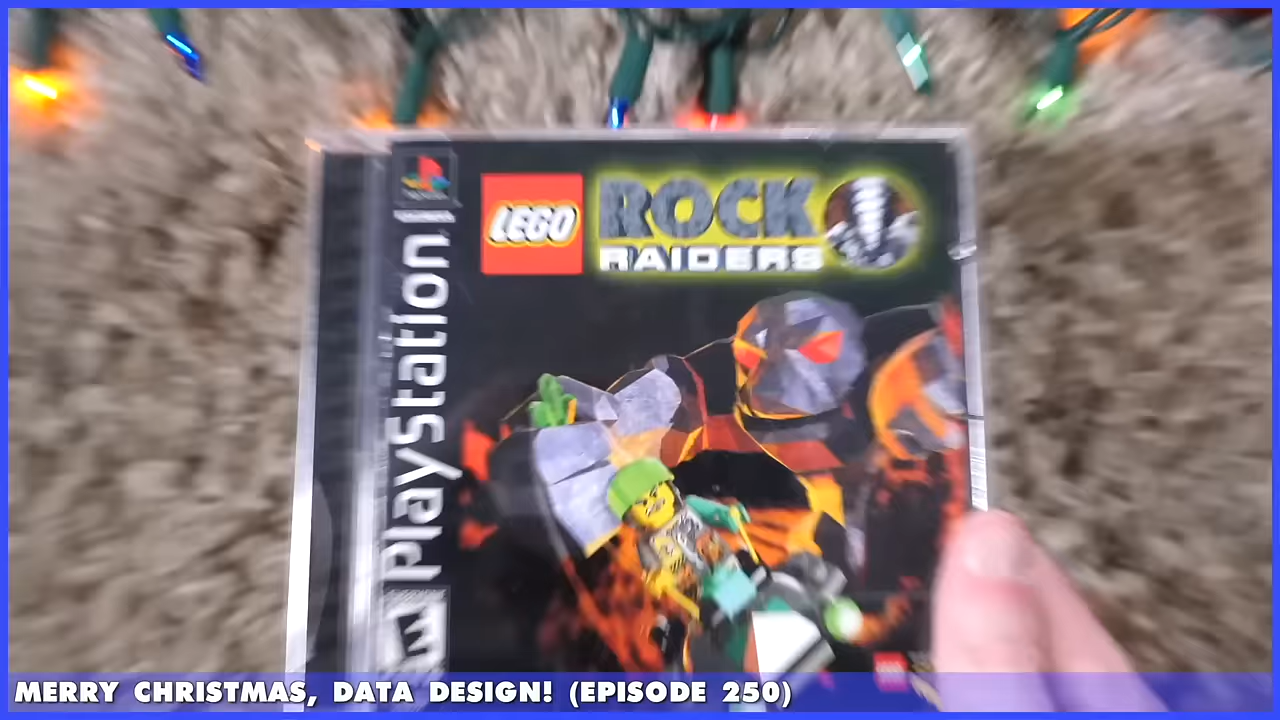 LEGO
ROCK
RAIDERS
PlayStation
MERRY CHRISTMAS, DATA DESIGN! (EPISODE 250)